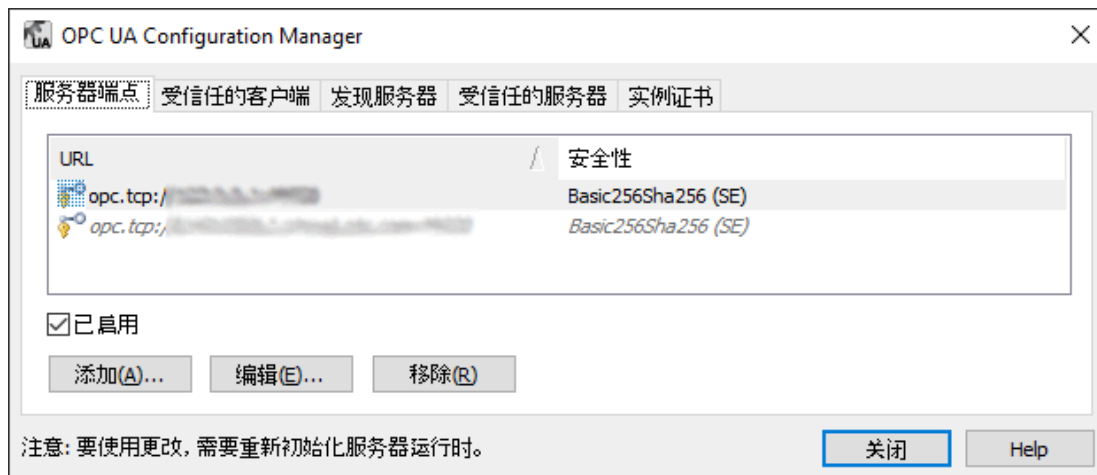 OPC UA Configuration Manager
服务器端点 受信任的客户端 发现服务器 受信任的服务器 实例证书
URL 安全性
opc.tcp:/ Basic256Sha256 (SE)
opc.tcp:/ Basic256Sha256 (SE)
已启用
添加(A)... 编辑(E)... 移除(R)
注意: 要使用更改, 需要重新初始化服务器运行时。 关闭 Help